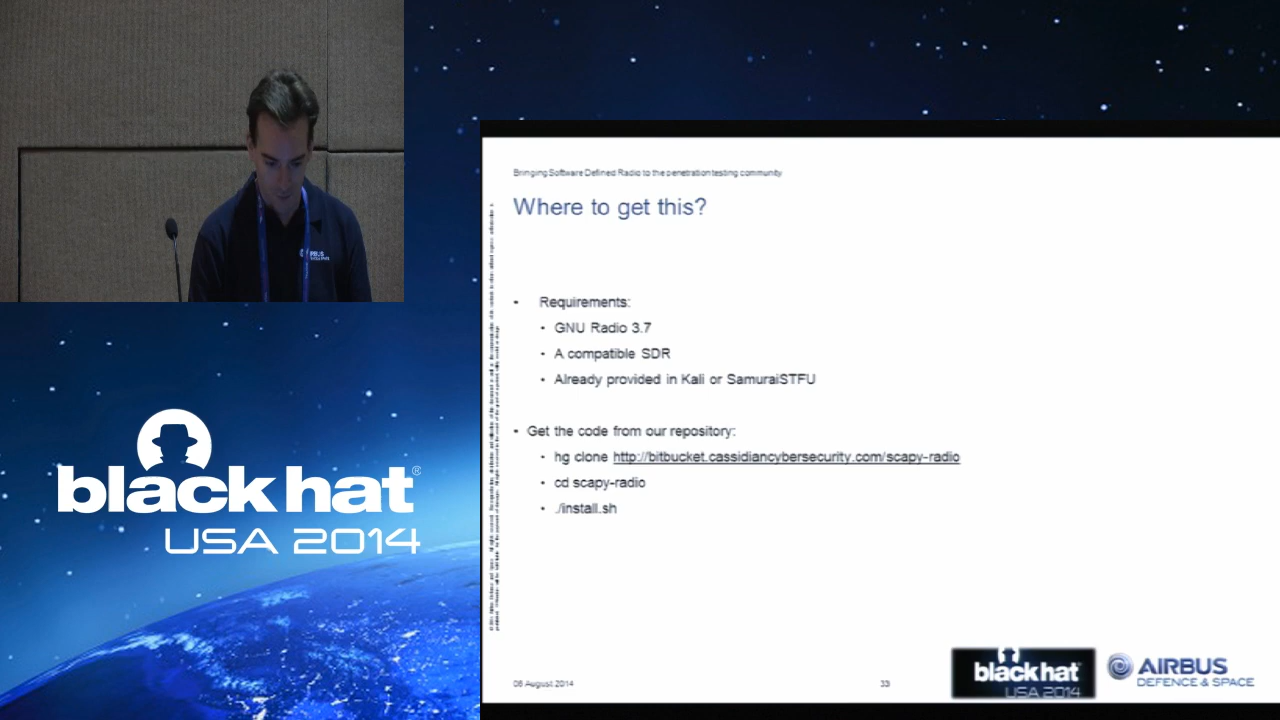 Bringing Software Defined Radio to the penetration testing community
Where to get this?
• Requirements:
• GNU Radio 3.7
• A compatible SDR
• Already provided in Kali or SamuraiSTFU
• Get the code from our repository:
• hg clone http://bitbucket.cassidiancybersecurity.com/scapy-radio
• cd scapy-radio
• ./install.sh
black hat®
USA 2014
06 August 2014
33
black hat
USA 2014
AIRBUS
DEFENCE & SPACE